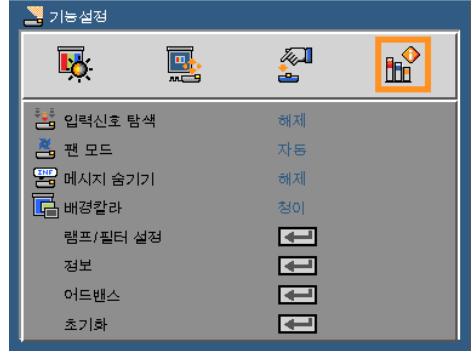 기능설정
입력신호 탐색 해제
팬 모드 자동
INF
메시지 숨기기 해제
배경칼라 청이
램프/필터 설정
정보
어드밴스
초기화